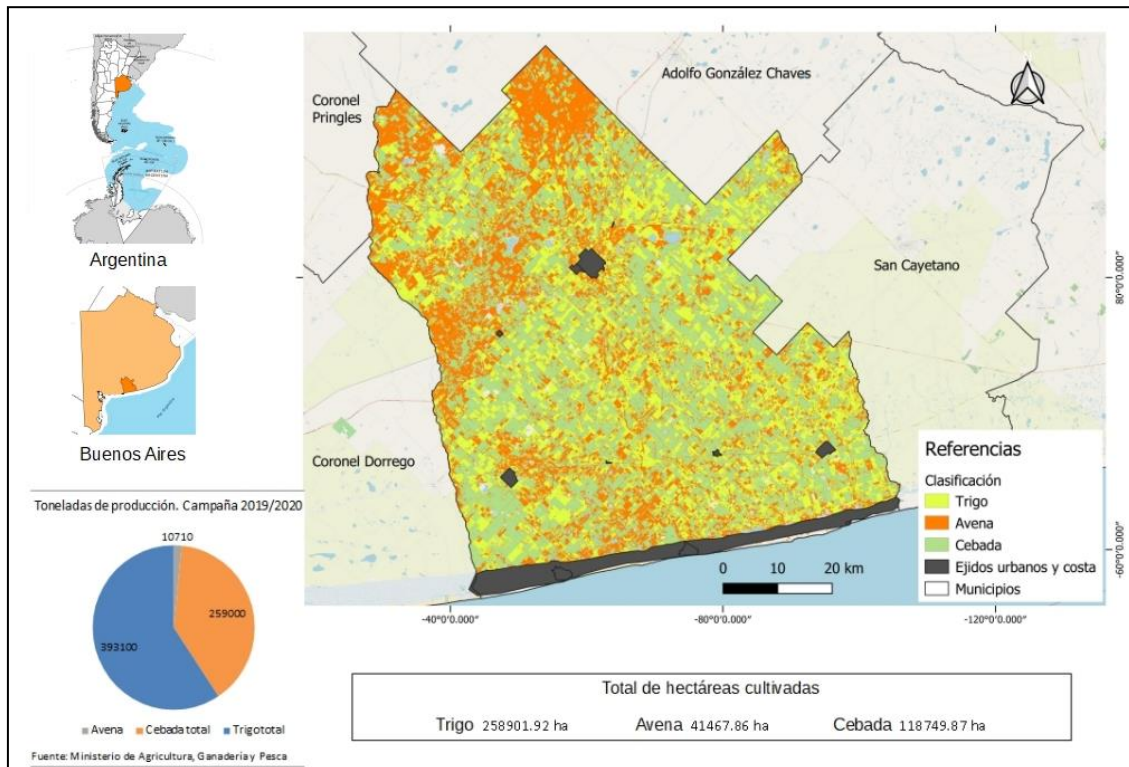 Argentina
Buenos Aires
Toneladas de producción. Campaña 2019/2020
10710
259000
393100
Avena
Cebada total
Trigo total
Fuente: Ministerio de Agricultura, Ganadería y Pesca
Coronel
Pringles
Adolfo González Chaves
San Cayetano
Coronel Dorrego
80°0'0.000"
-60°0'0.000"
Referencias
Clasificación
Trigo
Avena
Cebada
Ejidos urbanos y costa
Municipios
0 10 20 km
-40°0'0.000" -80°0'0.000" -120°0'0.000"
Total de hectáreas cultivadas
Trigo 258901.92 ha Avena 41467.86 ha Cebada 118749.87 ha